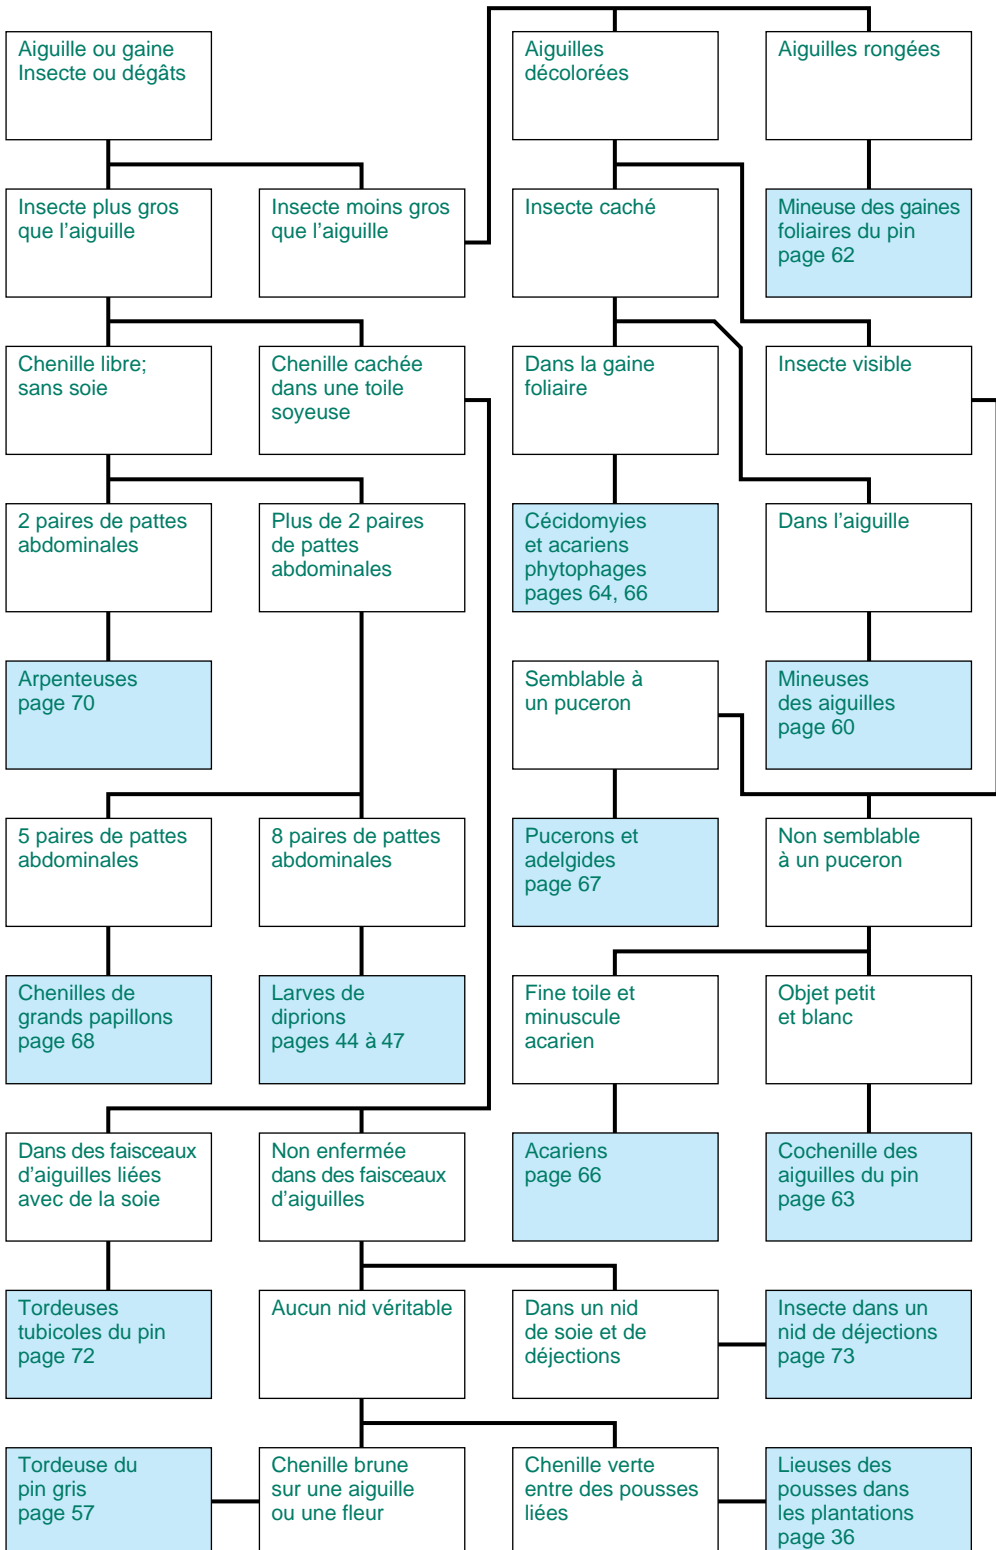 Aiguille ou gaine
Insecte ou dégâts
Aiguilles
décolorées
Aiguilles rongées
Insecte plus gros
que l'aiguille
Insecte moins gros
que l'aiguille
Insecte caché
Mineuse des gaines
foliaires du pin
page 62
Chenille libre;
sans soie
Chenille cachée
dans une toile
soyeuse
Dans la gaine
foliaire
Insecte visible
2 paires de pattes
abdominales
Plus de 2 paires
de pattes
abdominales
Cécidomyies
et acariens
phytophages
pages 64, 66
Dans l'aiguille
Arpenteuses
page 70
Semblable à
un puceron
Mineuses
des aiguilles
page 60
5 paires de pattes
abdominales
8 paires de pattes
abdominales
Pucerons et
adelgides
page 67
Non semblable
à un puceron
Chenilles de
grands papillons
page 68
Larves de
diprions
pages 44 à 47
Fine toile et
minuscule
acarien
Objet petit
et blanc
Dans des faisceaux
d'aiguilles liées
avec de la soie
Non enfermée
dans des faisceaux
d'aiguilles
Acariens
page 66
Cochenille des
aiguilles du pin
page 63
Tordeuses
tubicoles du pin
page 72
Aucun nid véritable
Dans un nid
de soie et de
déjections
Insecte dans un
nid de déjections
page 73
Tordeuse du
pin gris
page 57
Chenille brune
sur une aiguille
ou une fleur
Chenille verte
entre des pousses
liées
Lieuses des
pousses dans
les plantations
page 36